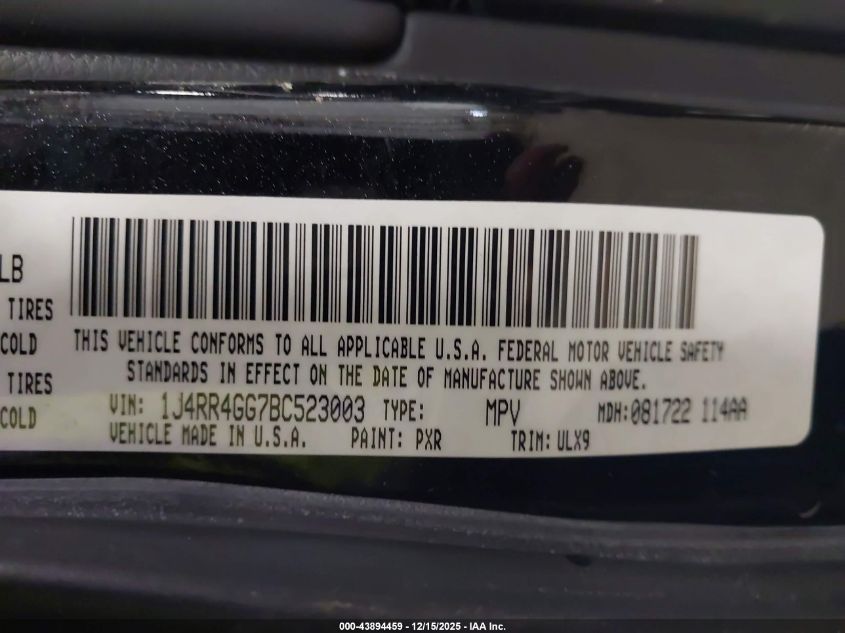 LB
TIRES
COLD
TIRES
COLD
THIS VEHICLE CONFORMS TO ALL APPLICABLE U.S.A. FEDERAL MOTOR VEHICLE SAFETY
STANDARDS IN EFFECT ON THE DATE OF MANUFACTURE SHOWN ABOVE.
VIN: 1J4RR4GG7BC523003 TYPE: MPV MDH: 081722 114AA
VEHICLE MADE IN U.S.A. PAINT: PXR TRIM: ULX9
000-43894459 - 12/15/2025 - IAA Inc.